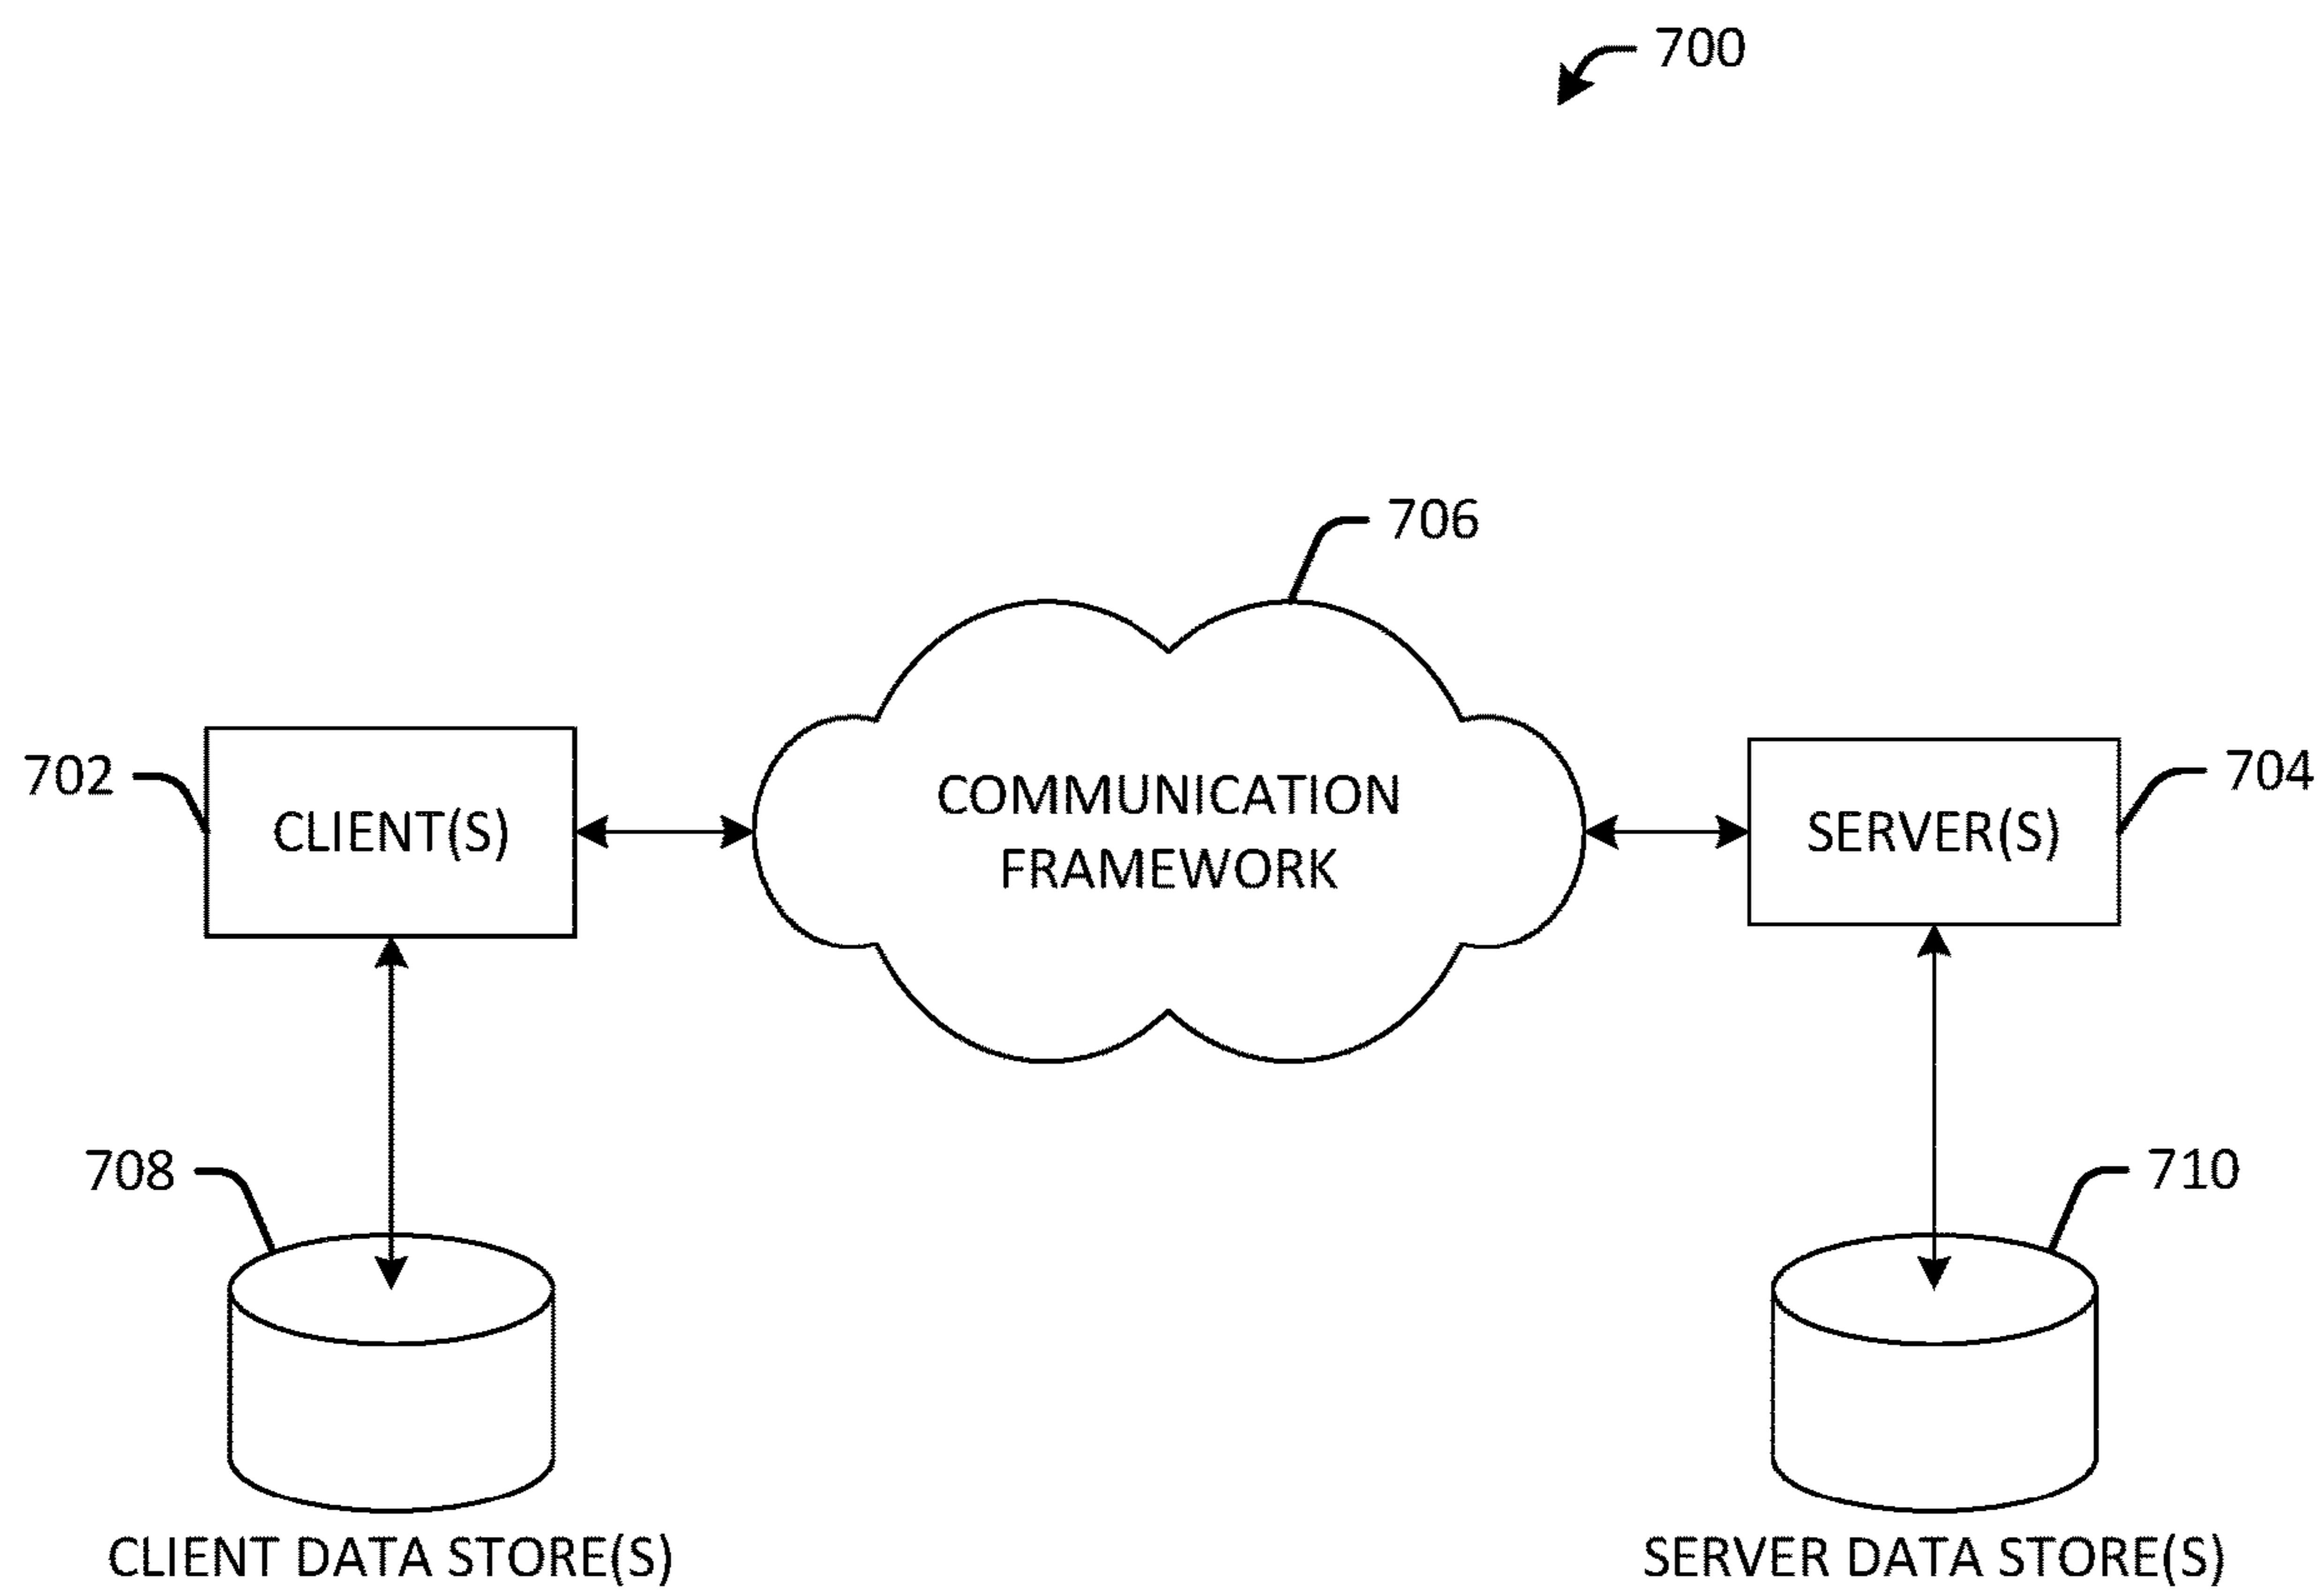 700
706
702
CLIENT(S)
COMMUNICATION
FRAMEWORK
SERVER(S)
704
708
710
CLIENT DATA STORE(S)
SERVER DATA STORE(S)